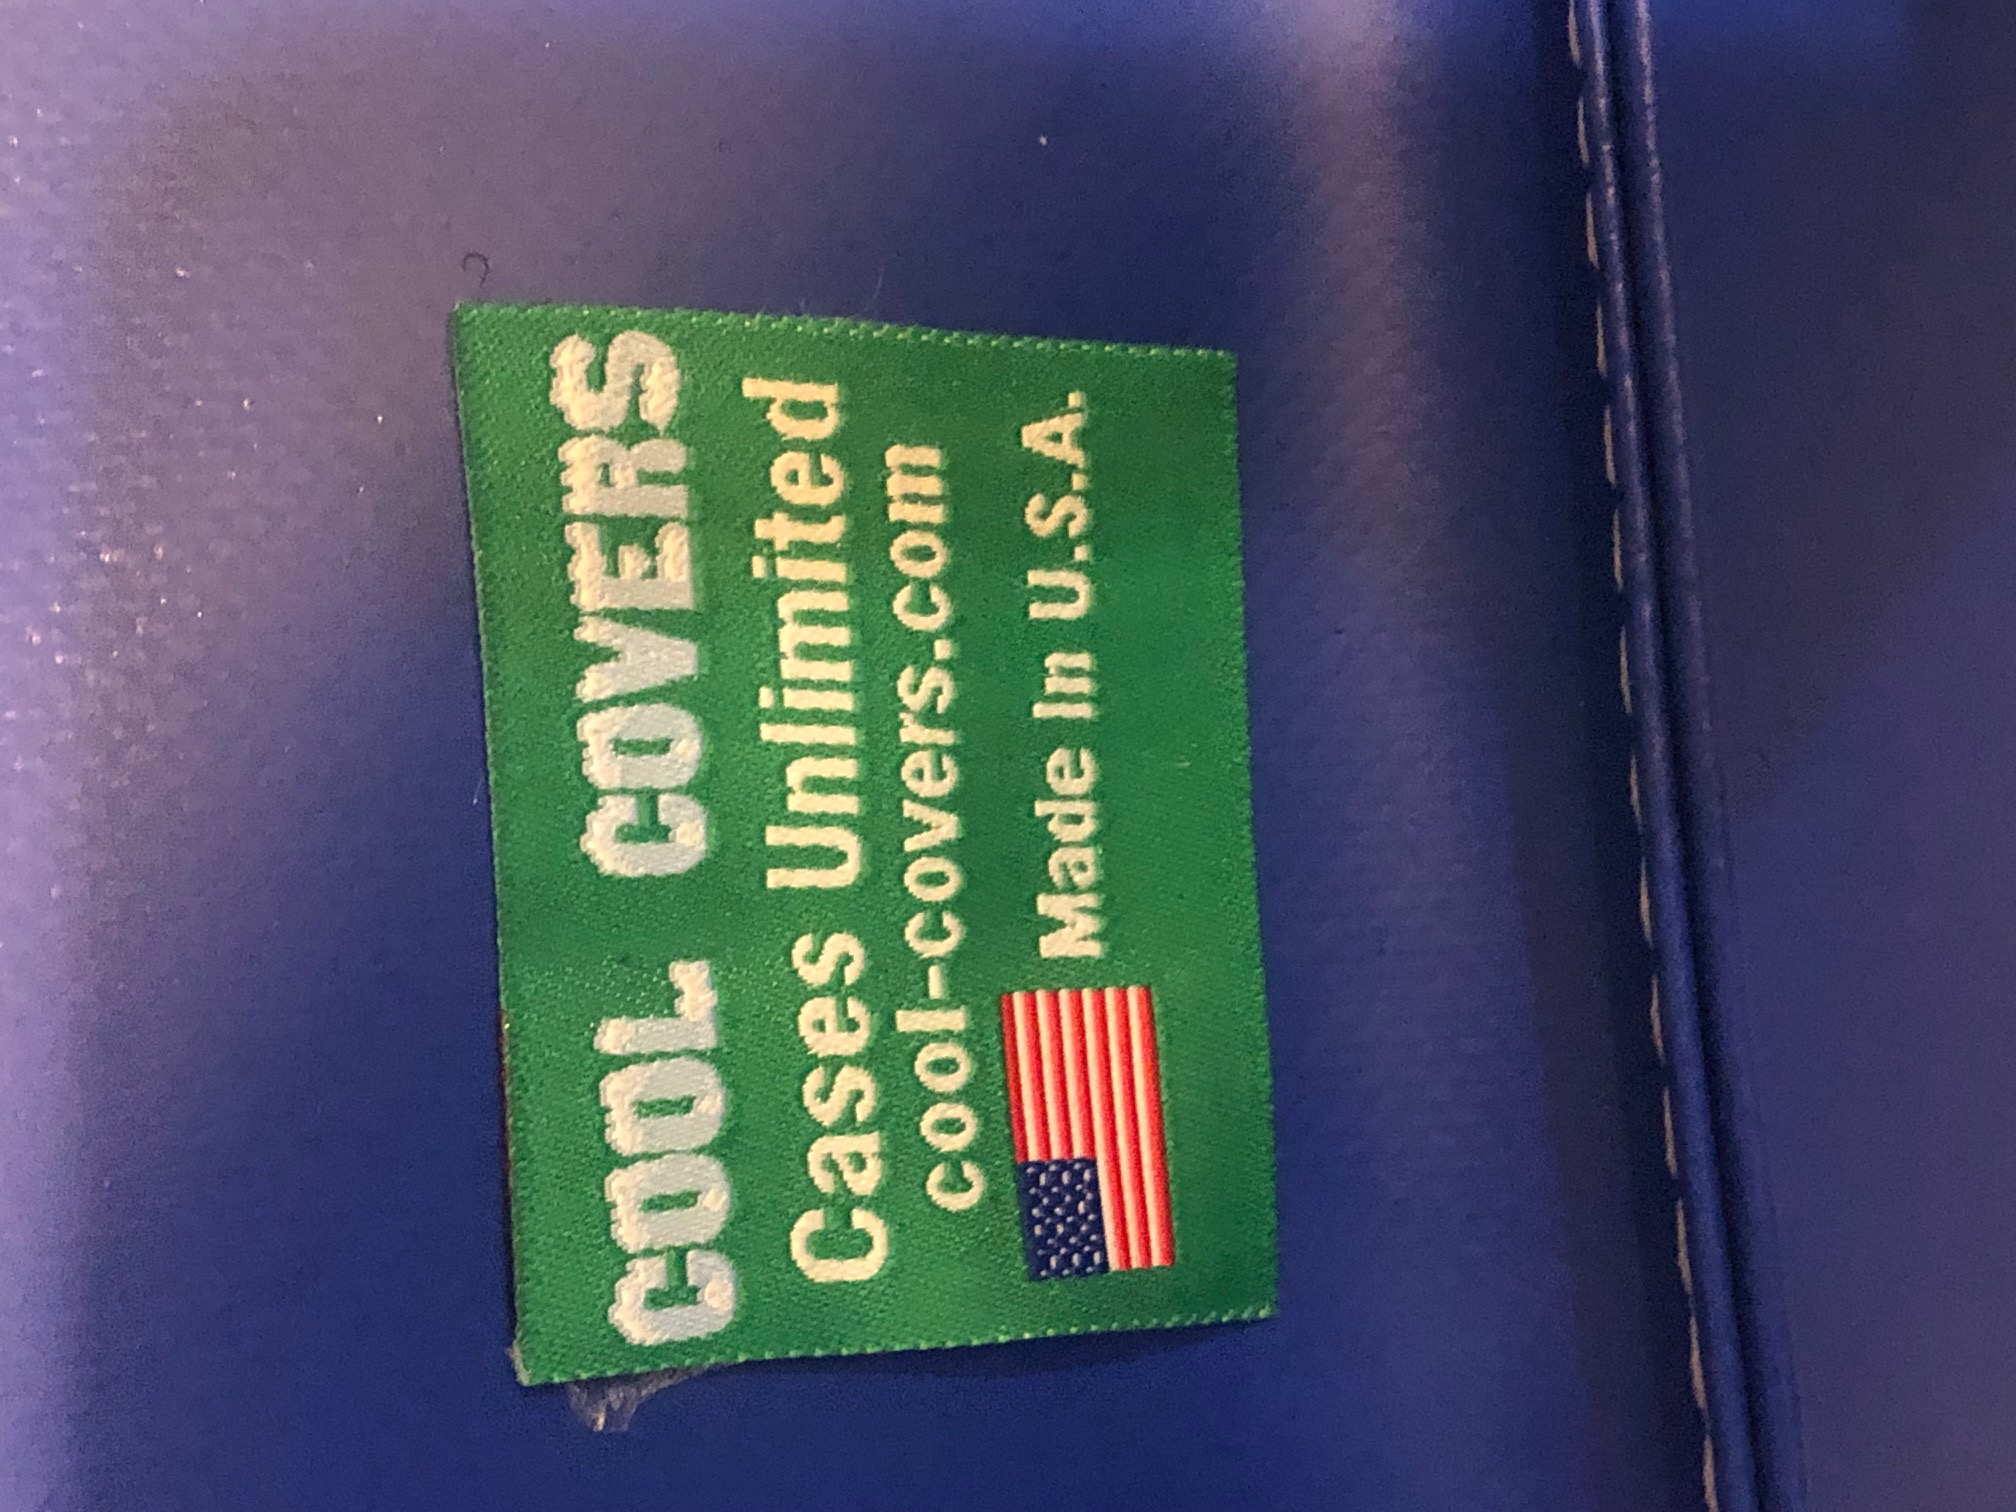 COOL COVERS
Cases Unlimited
cool-covers.com
Made In U.S.A.